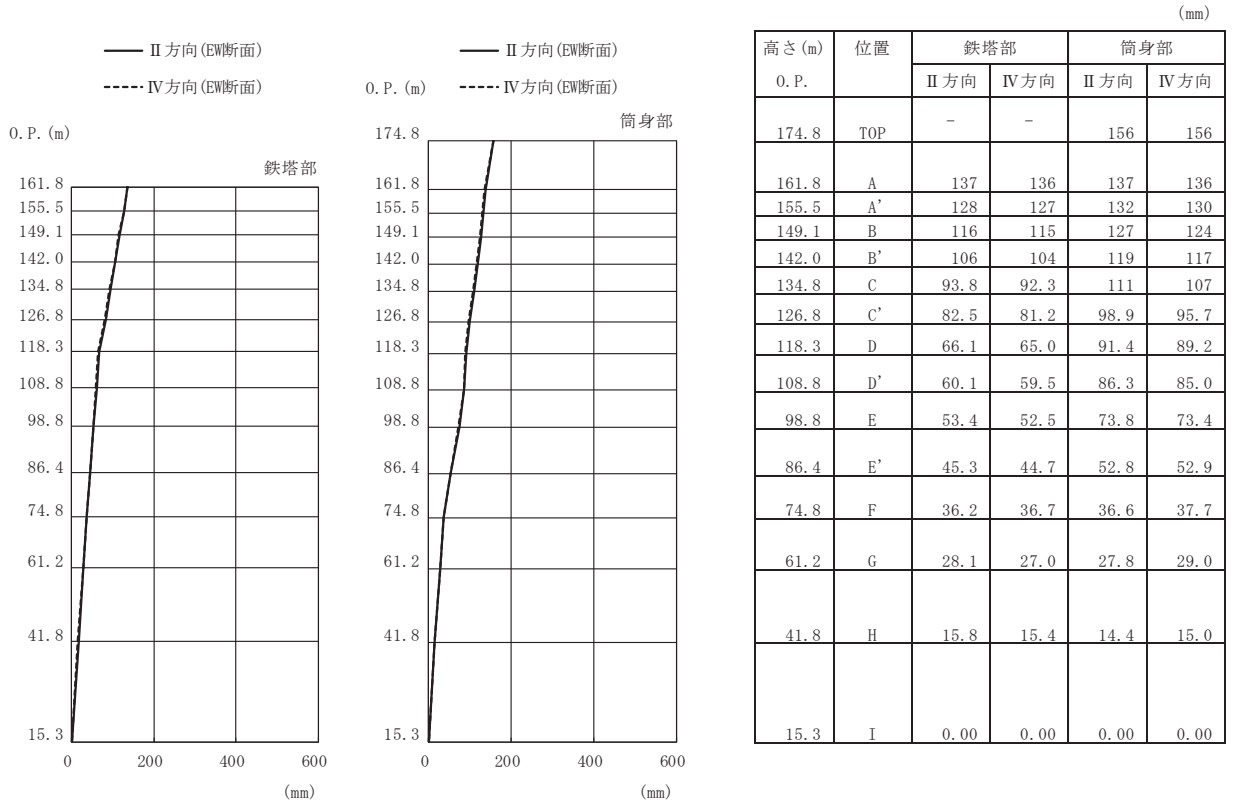 Ⅱ方向(EW断面)
Ⅳ方向(EW断面)
O.P.(m)
鉄塔部
161.8
155.5
149.1
142.0
134.8
126.8
118.3
108.8
98.8
86.4
74.8
61.2
41.8
15.3
0 200 400 600
(mm)
Ⅱ方向(EW断面)
O.P.(m) Ⅳ方向(EW断面)
筒身部
174.8
161.8
155.5
149.1
142.0
134.8
126.8
118.3
108.8
98.8
86.4
74.8
61.2
41.8
15.3
0 200 400 600
(mm)
(mm)
高さ(m) 位置 鉄塔部 筒身部
O.P. Ⅱ方向 Ⅳ方向 Ⅱ方向 Ⅳ方向
174.8 TOP － － 156 156
161.8 A 137 136 137 136
155.5 A' 128 127 132 130
149.1 B 116 115 127 124
142.0 B' 106 104 119 117
134.8 C 93.8 92.3 111 107
126.8 C' 82.5 81.2 98.9 95.7
118.3 D 66.1 65.0 91.4 89.2
108.8 D' 60.1 59.5 86.3 85.0
98.8 E 53.4 52.5 73.8 73.4
86.4 E' 45.3 44.7 52.8 52.9
74.8 F 36.2 36.7 36.6 37.7
61.2 G 28.1 27.0 27.8 29.0
41.8 H 15.8 15.4 14.4 15.0
15.3 I 0.00 0.00 0.00 0.00